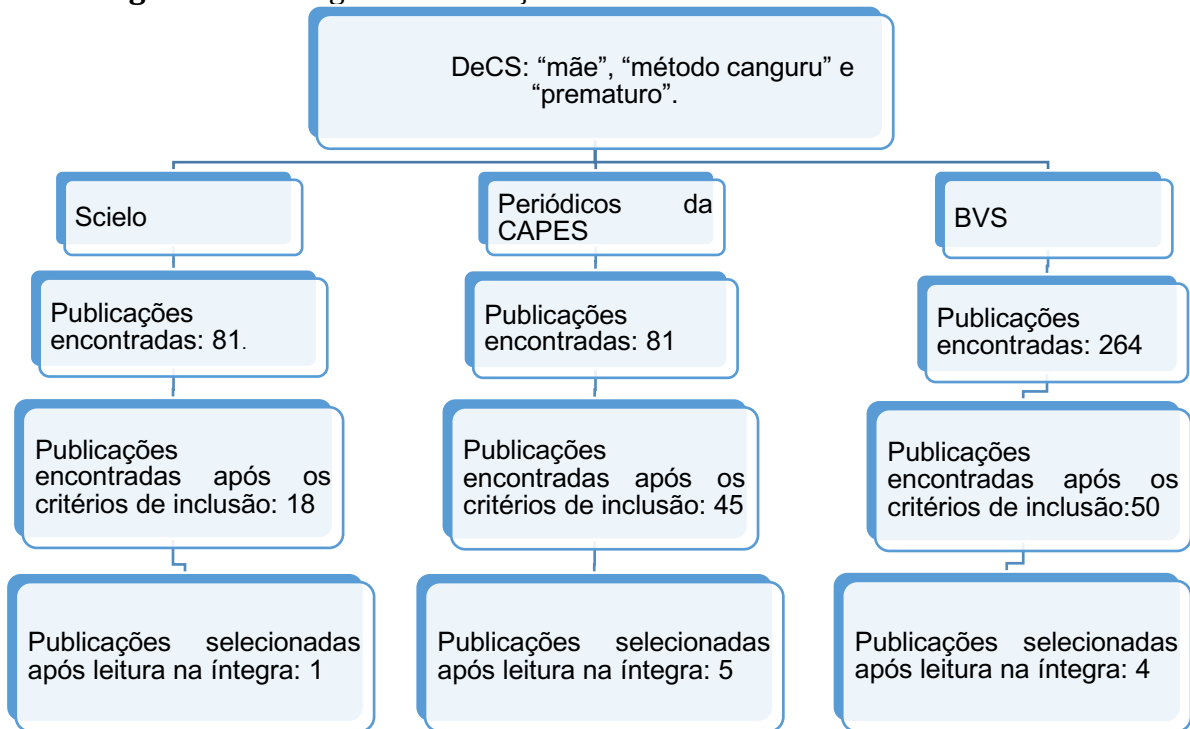 DeCS: “mãe”, “método canguru” e
“prematuro”.
Scielo
Publicações
encontradas: 81.
Publicações
encontradas após os
critérios de inclusão: 18
Publicações selecionadas
após leitura na íntegra: 1
Periódicos da
CAPES
Publicações
encontradas: 81
Publicações
encontradas após os
critérios de inclusão: 45
Publicações selecionadas
após leitura na íntegra: 5
BVS
Publicações
encontradas: 264
Publicações
encontradas após os
critérios de inclusão:50
Publicações selecionadas
após leitura na íntegra: 4